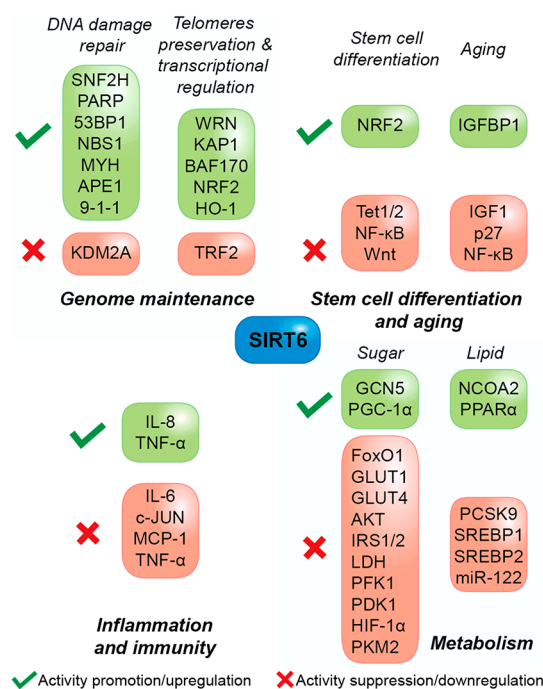 DNA damage
repair
SNF2H
PARP
53BP1
NBS1
MYH
APE1
9-1-1
KDM2A
Telomeres
preservation &
transcriptional
regulation
WRN
KAP1
BAF170
NRF2
HO-1
TRF2
Genome maintenance
Stem cell
differentiation
NRF2
Tet1/2
NF-κB
Wnt
Aging
IGFBP1
IGF1
p27
NF-κB
Stem cell differentiation
and aging
SIRT6
IL-8
TNF-α
IL-6
c-JUN
MCP-1
TNF-α
Inflammation
and immunity
Sugar
GCN5
PGC-1α
FoxO1
GLUT1
GLUT4
AKT
IRS1/2
LDH
PFK1
PDK1
HIF-1α
PKM2
Lipid
NCOA2
PPARα
PCSK9
SREBP1
SREBP2
miR-122
Metabolism
Activity promotion/upregulation
Activity suppression/downregulation